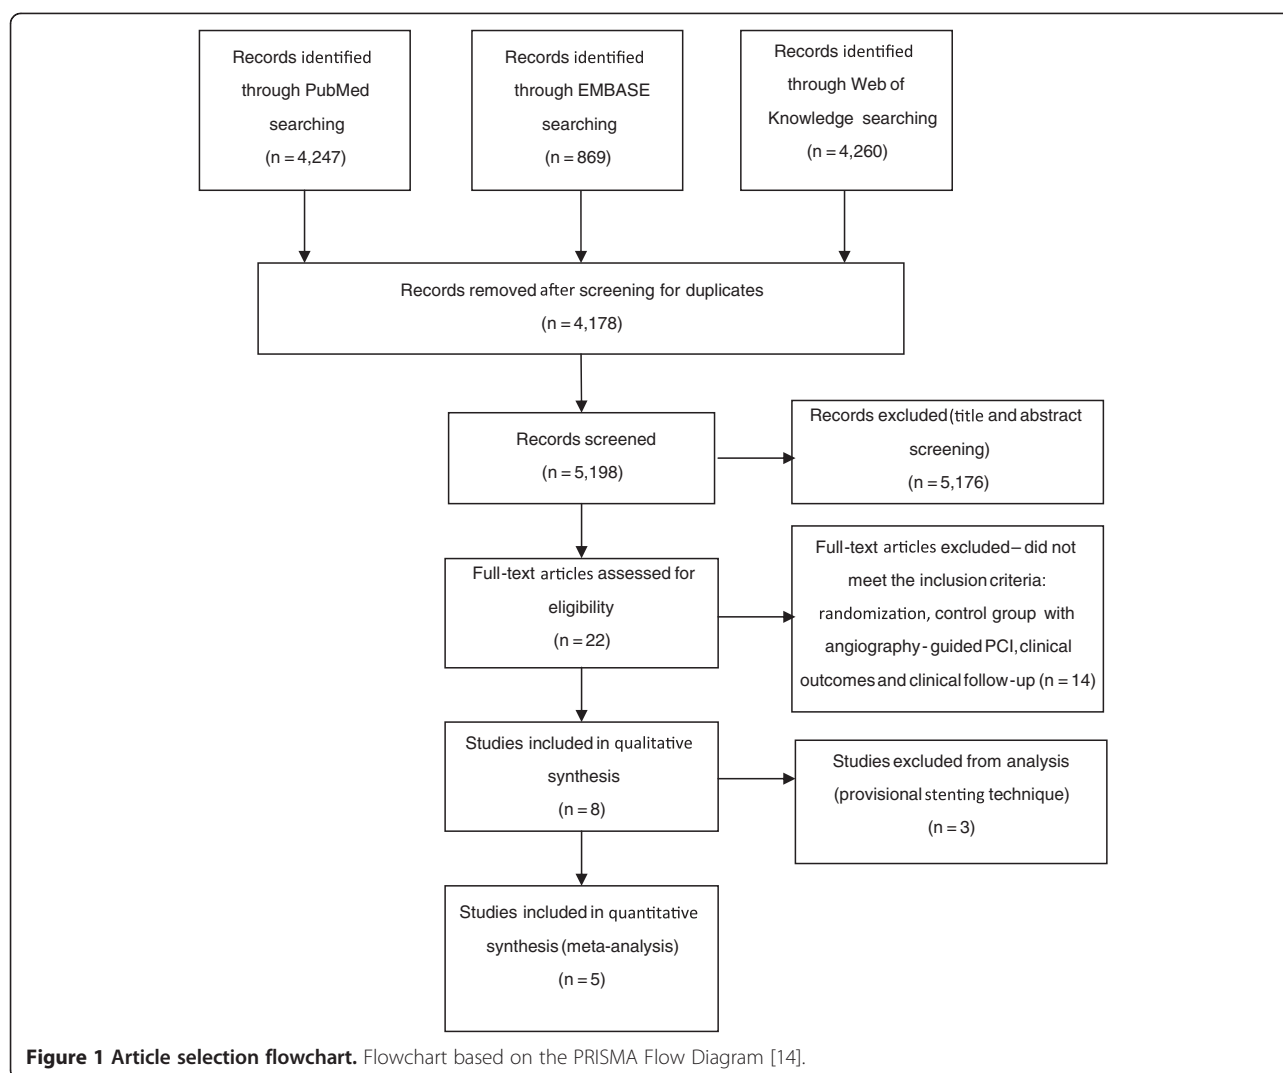 Records identified
through PubMed
searching
(n = 4,247)
Records identified
through EMBASE
searching
(n = 869)
Records identified
through Web of
Knowledge searching
(n = 4,260)
Records removed after screening for duplicates
(n = 4,178)
Records screened
(n = 5,198)
Records excluded (title and abstract
screening)
(n = 5,176)
Full-text articles assessed for
eligibility
(n = 22)
Full-text articles excluded – did not
meet the inclusion criteria:
randomization, control group with
angiography - guided PCI, clinical
outcomes and clinical follow-up (n = 14)
Studies included in qualitative
synthesis
(n = 8)
Studies excluded from analysis
(provisional stenting technique)
(n = 3)
Studies included in quantitative
synthesis (meta-analysis)
(n = 5)
Figure 1 Article selection flowchart. Flowchart based on the PRISMA Flow Diagram [14].